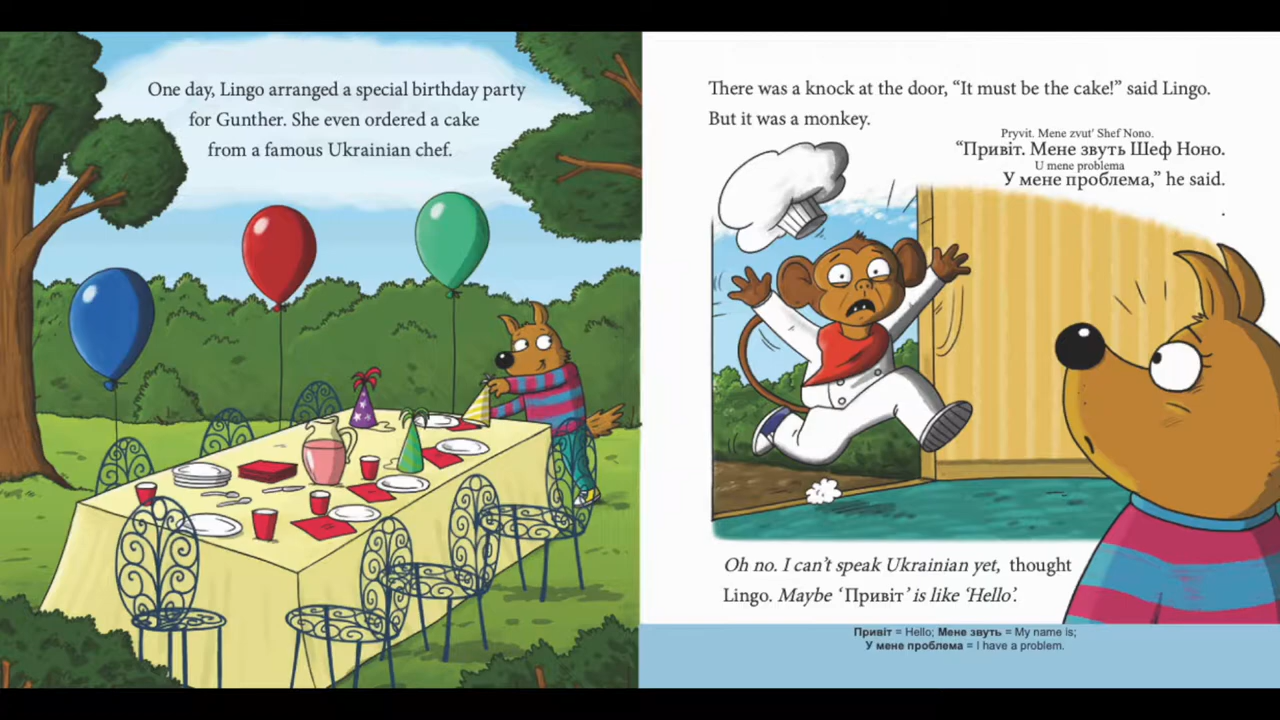 One day, Lingo arranged a special birthday party
for Gunther. She even ordered a cake
from a famous Ukrainian chef.
There was a knock at the door, “It must be the cake!” said Lingo.
But it was a monkey.
Pryvit. Mene zvut' Shef Nono.
“Привіт. Мене звуть Шеф Ноно.
U mene problema
У мене проблема,” he said.
.
Oh no. I can’t speak Ukrainian yet, thought
Lingo. Maybe ‘Привіт’ is like ‘Hello’.
Привіт = Hello; Мене звуть = My name is;
У мене проблема = I have a problem.